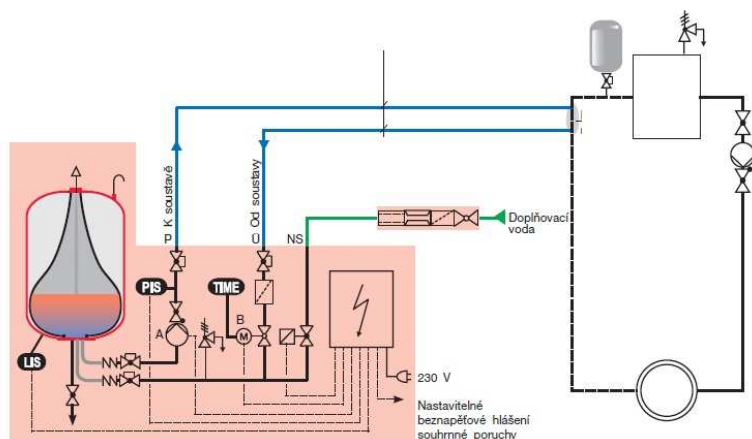 K soustavě
Od soustavy
P
Ü
NS
Doplňovací
voda
PIS
TIME
A
B
M
LIS
230 V
Nastavitelné
beznapěťové hlášení
souhrnné poruchy